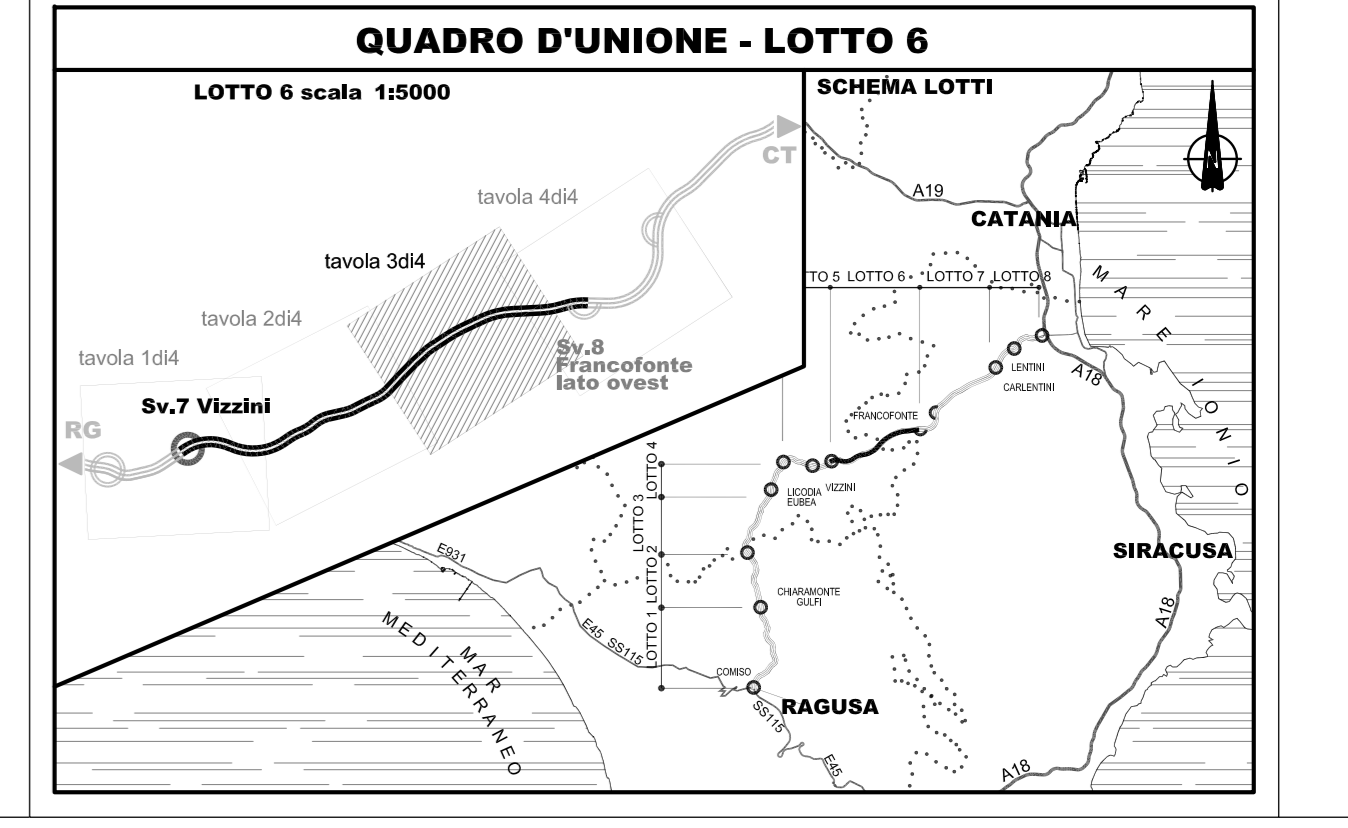 QUADRO D'UNIONE - LOTTO 6
LOTTO 6 scala 1:5000
SCHEMA LOTTI
CT
A19
tavola 4di4
CATANIA
tavola 3di4
TTO 5
LOTTO 6
LOTTO 7
LOTTO 8
MARE IONIO
tavola 2di4
tavola 1di4
Sv.8
Francofonte
lato ovest
Sv.7 Vizzini
RG
LENTINI
CARLENTINI
A18
FRANCOFONTE
LOTTO 4
LICODIA
EUBEA
VIZZINI
LOTTO 3
LOTTO 2
LOTTO 1
E931
SIRACUSA
CHIARAMONTE
GULFI
A18
E45
SS115
MAR
MEDITERRANEO
COMISO
RAGUSA
SS115
E45
A18